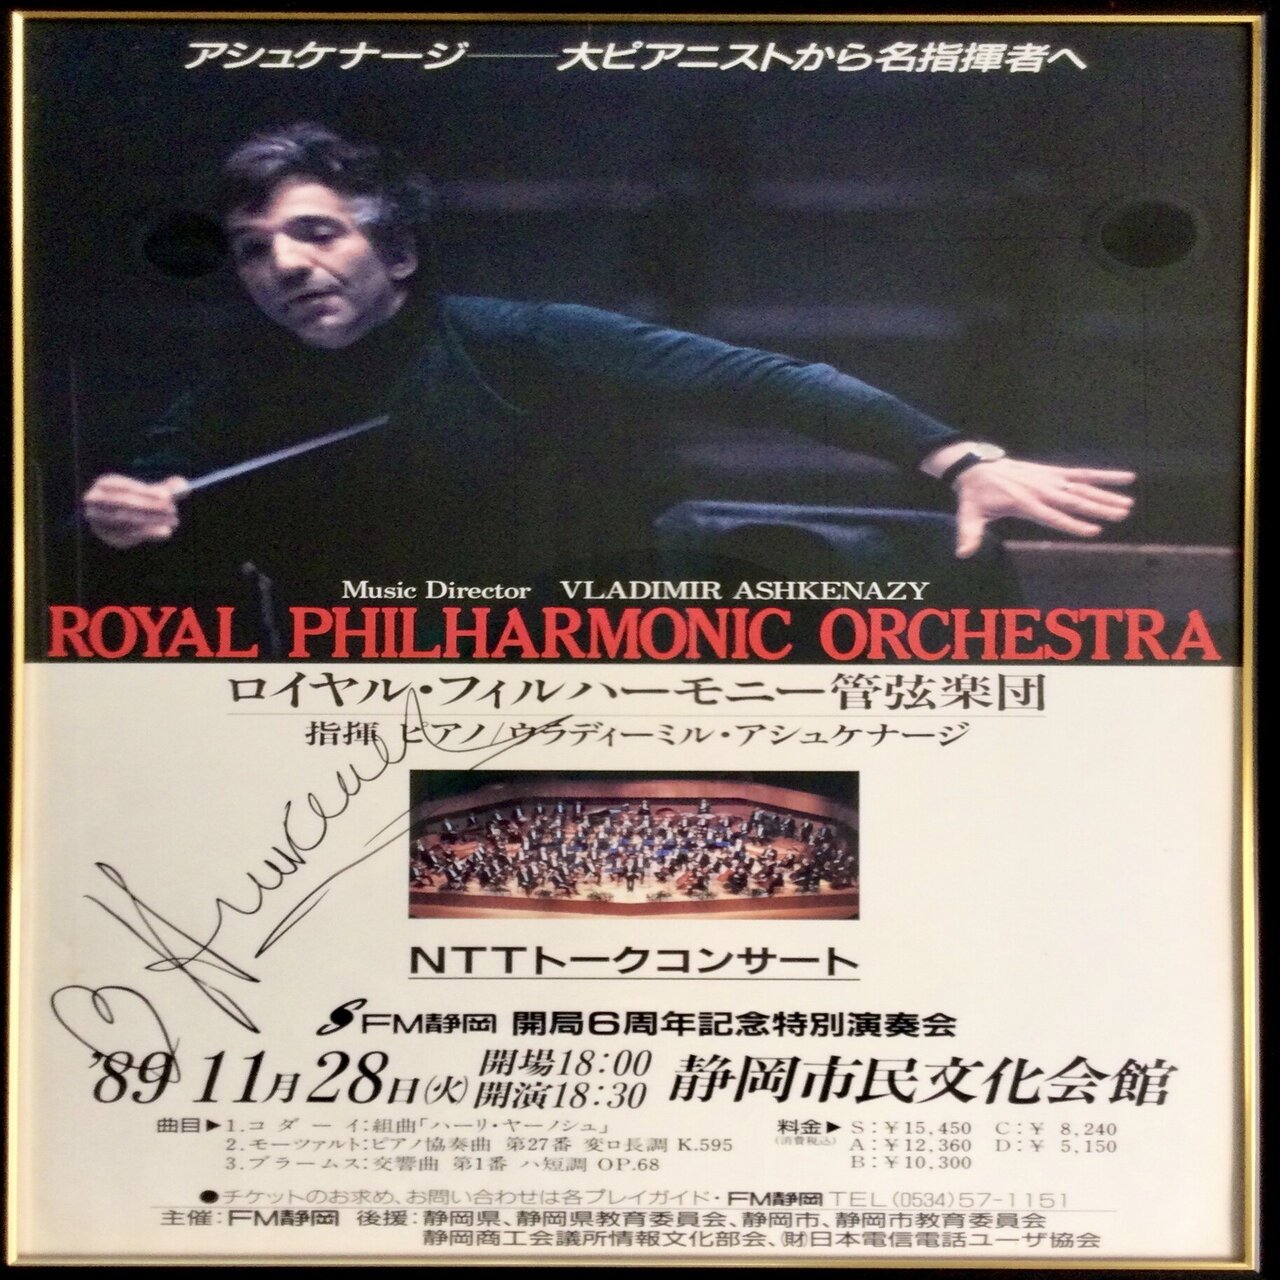 アシュケナージ――大ピアニストから名指揮者へ
Music Director VLADIMIR ASHKENAZY
ROYAL PHILHARMONIC ORCHESTRA
ロイヤル・フィルハーモニー管弦楽団
指揮 ピアノ/ウラディーミル・アシュケナージ
NTTトークコンサート
FM静岡 開局6周年記念特別演奏会
'89 11月28日(火) 開場18:00 開演18:30 静岡市民文化会館
曲目▶1.コダーイ:組曲「ハーリ・ヤーノシュ」
2.モーツァルト:ピアノ協奏曲 第27番 変ロ長調 K.595
3.ブラームス:交響曲 第1番 ハ短調 OP.68
料金▶S:¥15,450 C:¥ 8,240
(消費税込) A:¥12,360 D:¥ 5,150
B:¥10,300
●チケットのお求め、お問い合わせは各プレイガイド・FM静岡 TEL(0534)57-1151
主催:FM静岡 後援:静岡県、静岡県教育委員会、静岡市、静岡市教育委員会
静岡商工会議所情報文化部会、(財)日本電信電話ユーザ協会